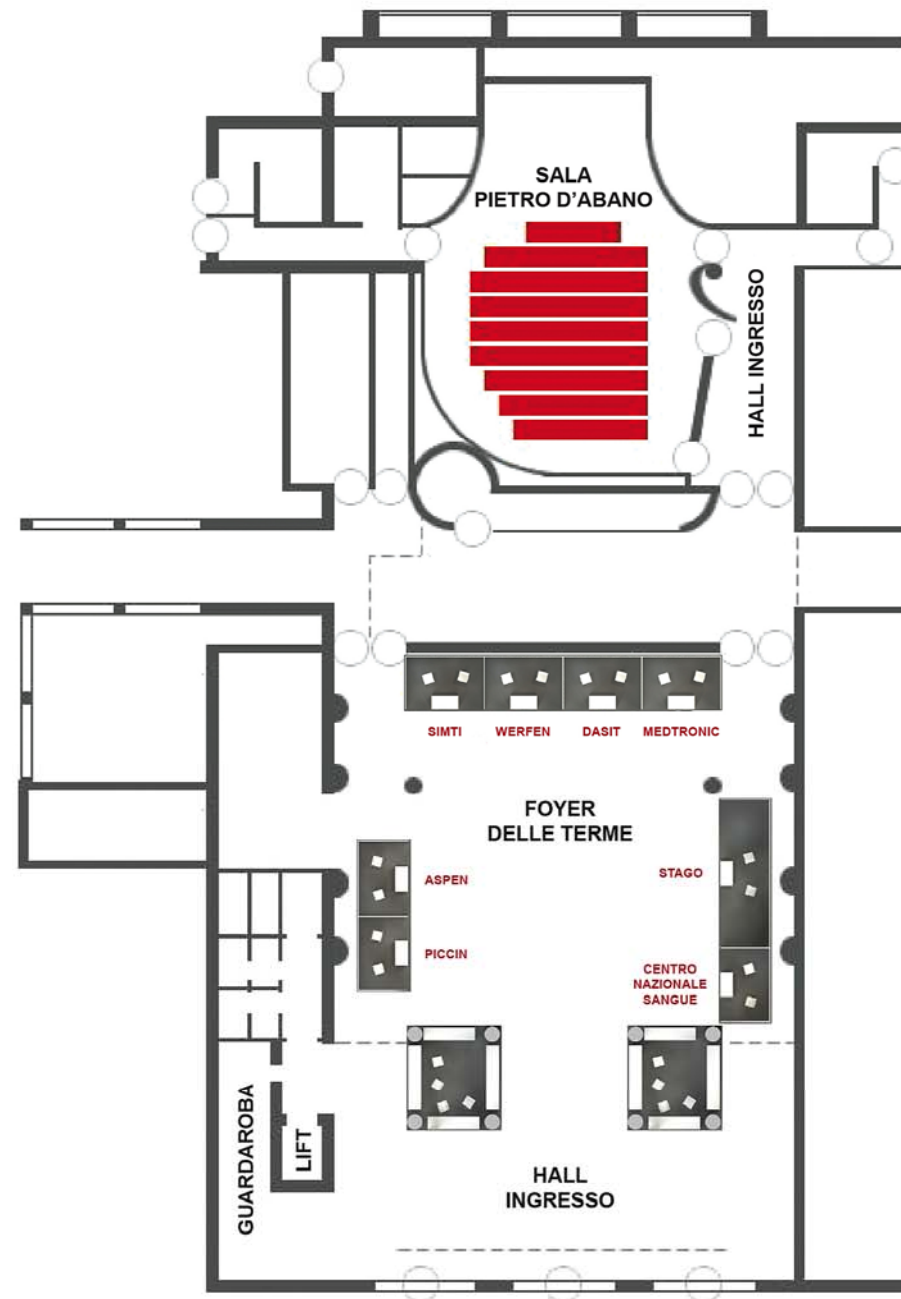 SALA
PIETRO D'ABANO
HALL INGRESSO
SIMTI
WERFEN
DASIT
MEDTRONIC
FOYER
DELLE TERME
ASPEN
STAGO
PICCIN
CENTRO
NAZIONALE
SANGUE
GUARDAROBA
LIFT
HALL
INGRESSO